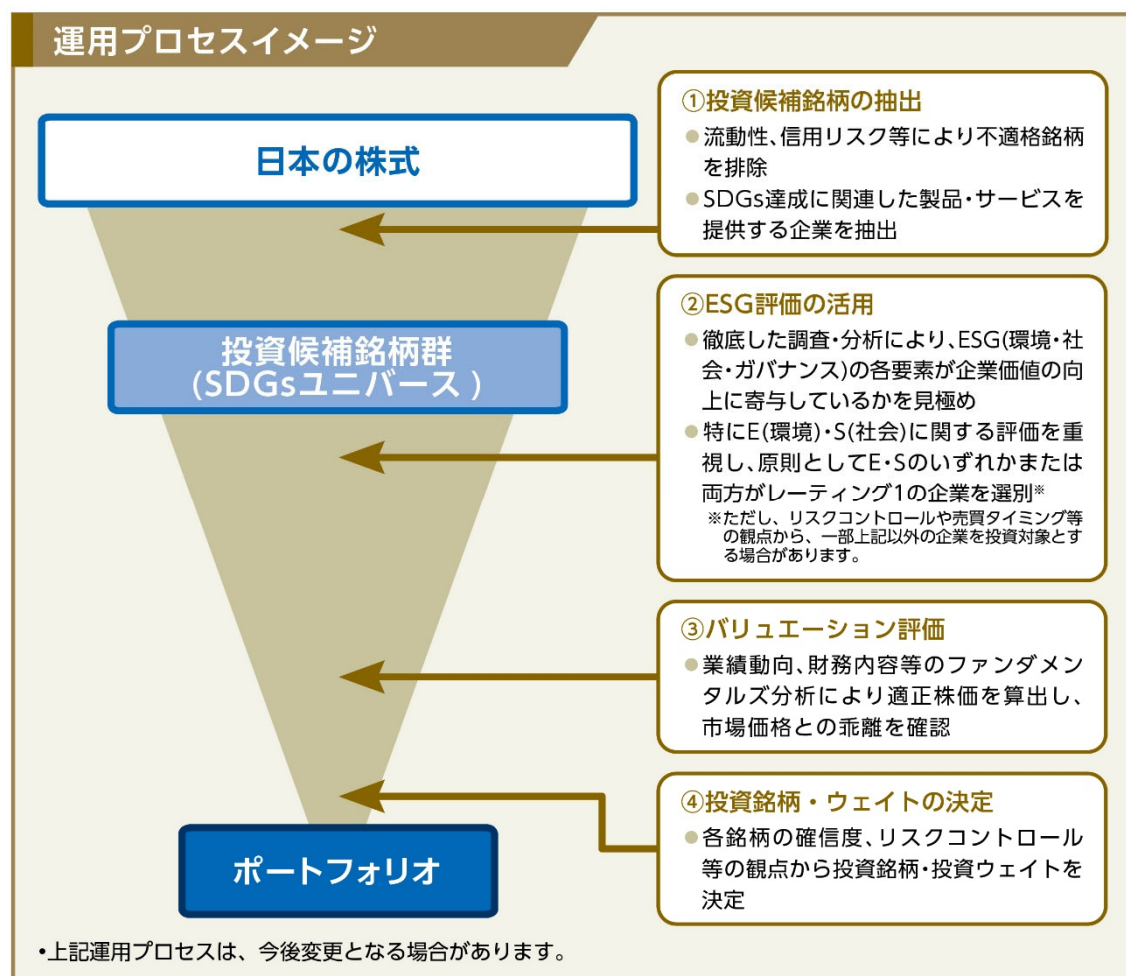 運用プロセスイメージ
日本の株式
①投資候補銘柄の抽出
●流動性、信用リスク等により不適格銘柄
を排除
●SDGs達成に関連した製品・サービスを
提供する企業を抽出
投資候補銘柄群
(SDGsユニバース)
②ESG評価の活用
●徹底した調査・分析により、ESG(環境・社
会・ガバナンス)の各要素が企業価値の向
上に寄与しているかを見極め
●特にE(環境)・S(社会)に関する評価を重
視し、原則としてE・Sのいずれかまたは
両方がレーティング1の企業を選別※
※ただし、リスクコントロールや売買タイミング等
の観点から、一部上記以外の企業を投資対象とす
る場合があります。
③バリュエーション評価
●業績動向、財務内容等のファンダメン
タルズ分析により適正株価を算出し、
市場価格との乖離を確認
④投資銘柄・ウェイトの決定
●各銘柄の確信度、リスクコントロール
等の観点から投資銘柄・投資ウェイトを
決定
ポートフォリオ
•上記運用プロセスは、今後変更となる場合があります。